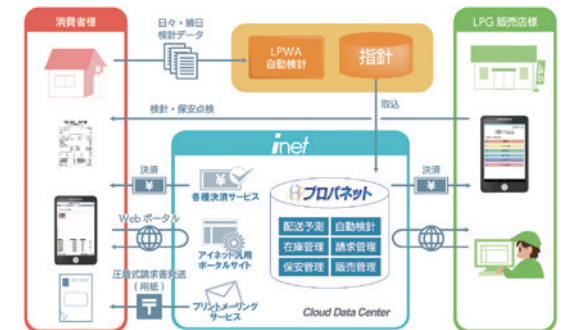 消費者様
日々・締日
検針データ
LPWA
自動検針
指針
LPG 販売店様
取込
検針・保安点検
inet
決済
各種決済サービス
プロパネット
決済
Webポータル
アイネット汎用
ポータルサイト
配送予測
自動検針
在庫管理
請求管理
保安管理
販売管理
圧着式請求書発送
(用紙)
プリントメーリング
サービス
Cloud Data Center